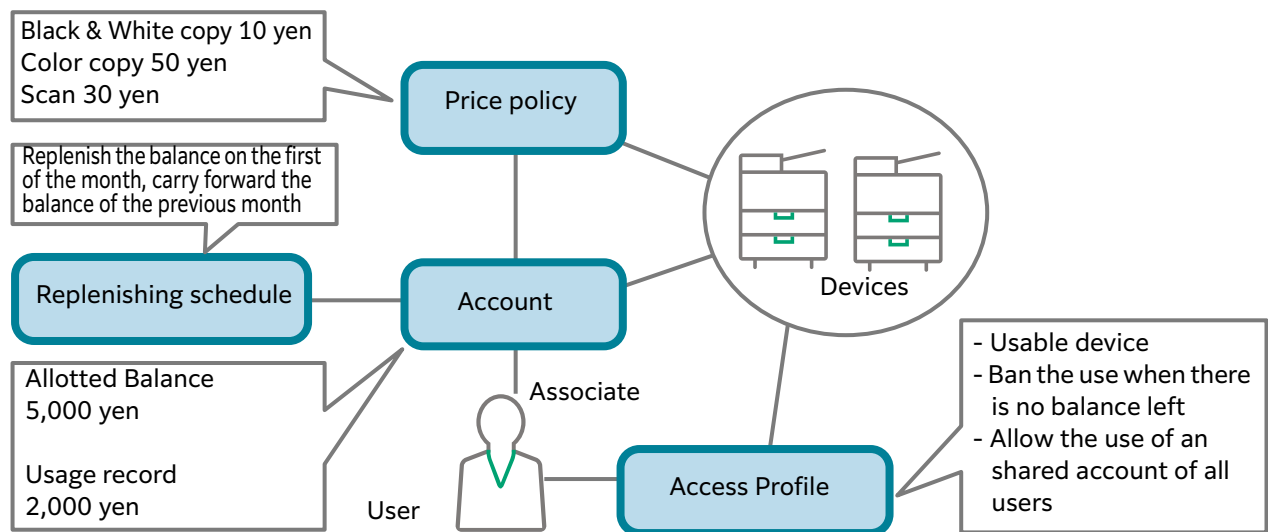 Black & White copy 10 yen
Color copy 50 yen
Scan 30 yen
Price policy
Replenish the balance on the first
of the month, carry forward the
balance of the previous month
Replenishing schedule
Account
Devices
Allotted Balance
5,000 yen
Usage record
2,000 yen
Associate
User
Access Profile
- Usable device
- Ban the use when there
is no balance left
- Allow the use of an
shared account of all
users